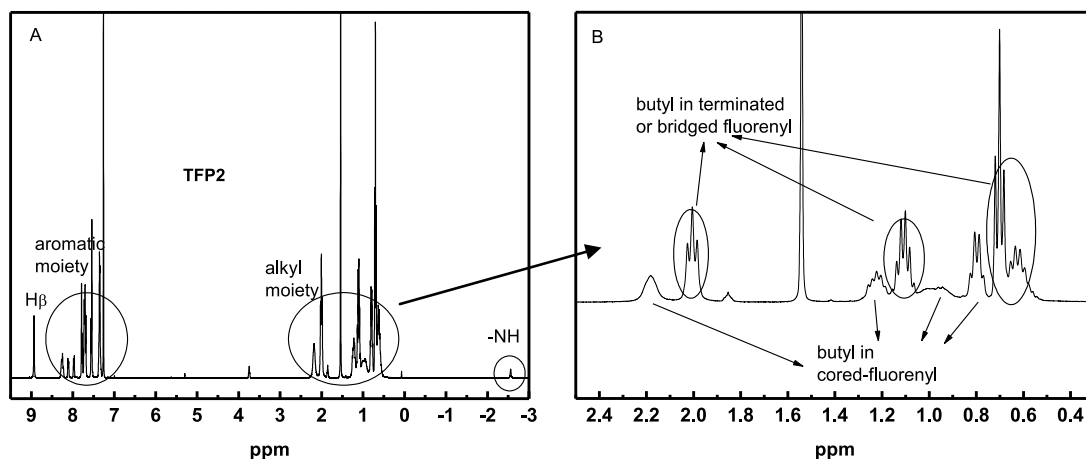 A
TFP2
aromatic
moiety
Hβ
alkyl
moiety
-NH
9 8 7 6 5 4 3 2 1 0 -1 -2 -3
ppm
B
butyl in terminated
or bridged fluorenyl
butyl in
cored-fluorenyl
2.4 2.2 2.0 1.8 1.6 1.4 1.2 1.0 0.8 0.6 0.4
ppm